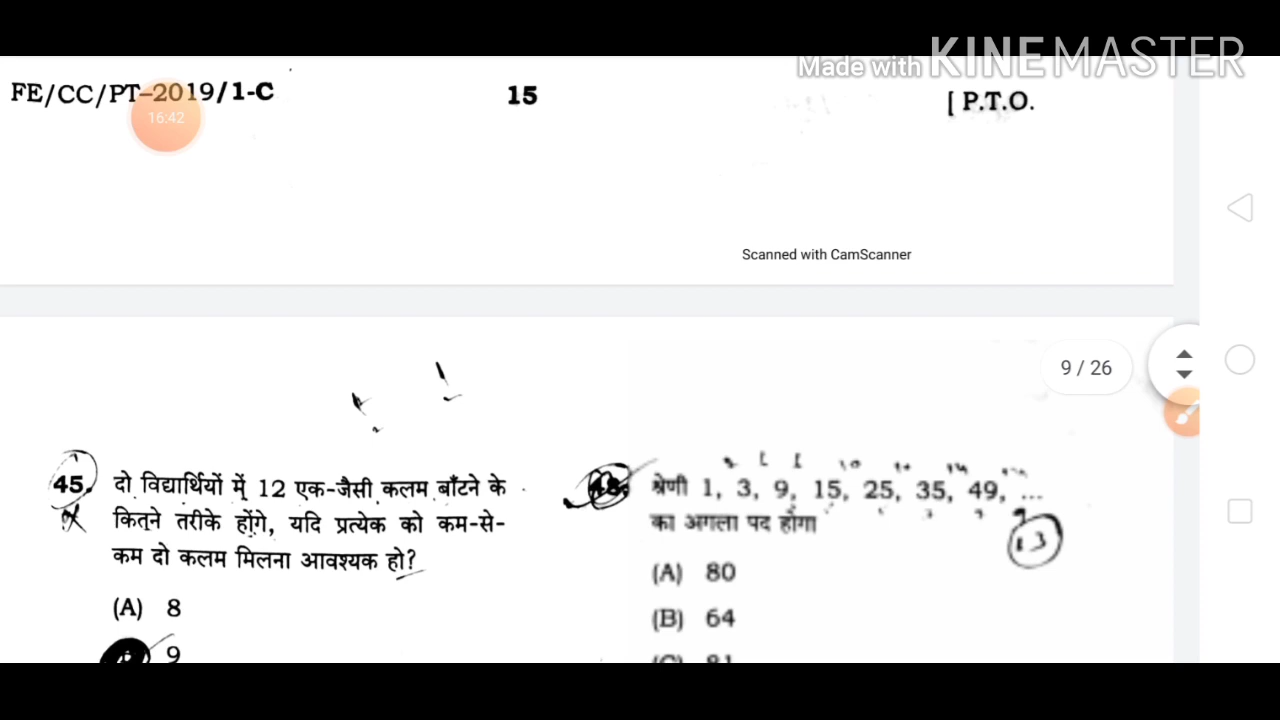 Made with KINEMASTER
FE/CC/PT-2019/1-C 15 [ P.T.O.
16:42
Scanned with CamScanner
9 / 26
45. दो विद्यार्थियों में 12 एक-जैसी कलम बाँटने के
कितने तरीके होंगे, यदि प्रत्येक को कम-से-
कम दो कलम मिलना आवश्यक हो?
(A) 8
9
48. श्रेणी 1, 3, 9, 15, 25, 35, 49, ...
का अगला पद होगा
13
(A) 80
(B) 64
(C) 81